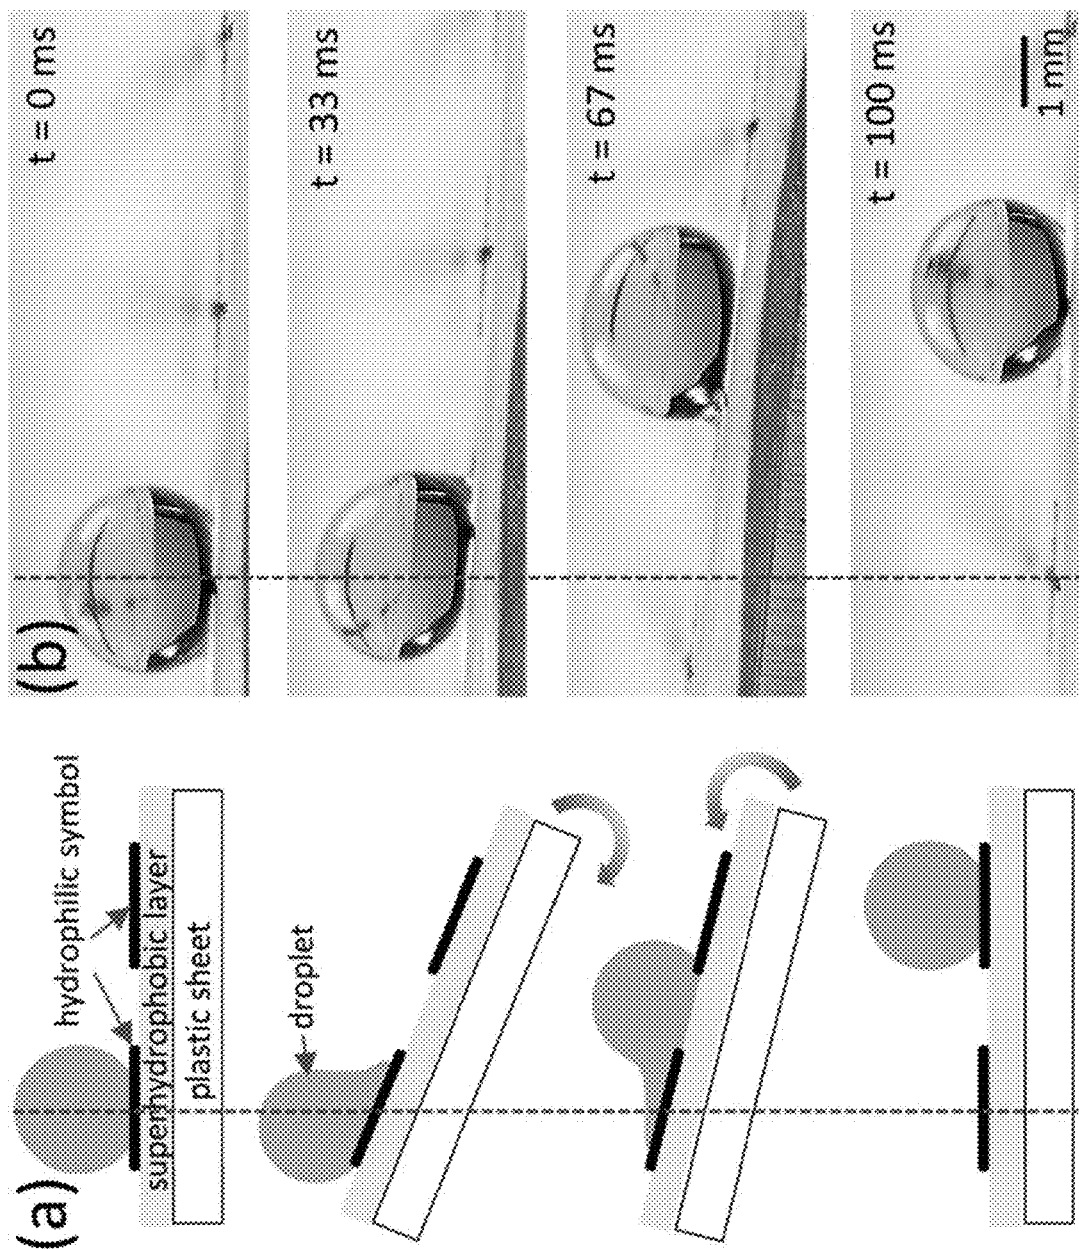 (a)
hydrophilic symbol
superhydrophobic layer
plastic sheet
droplet
(b)
t = 0 ms
t = 33 ms
t = 67 ms
t = 100 ms
1 mm